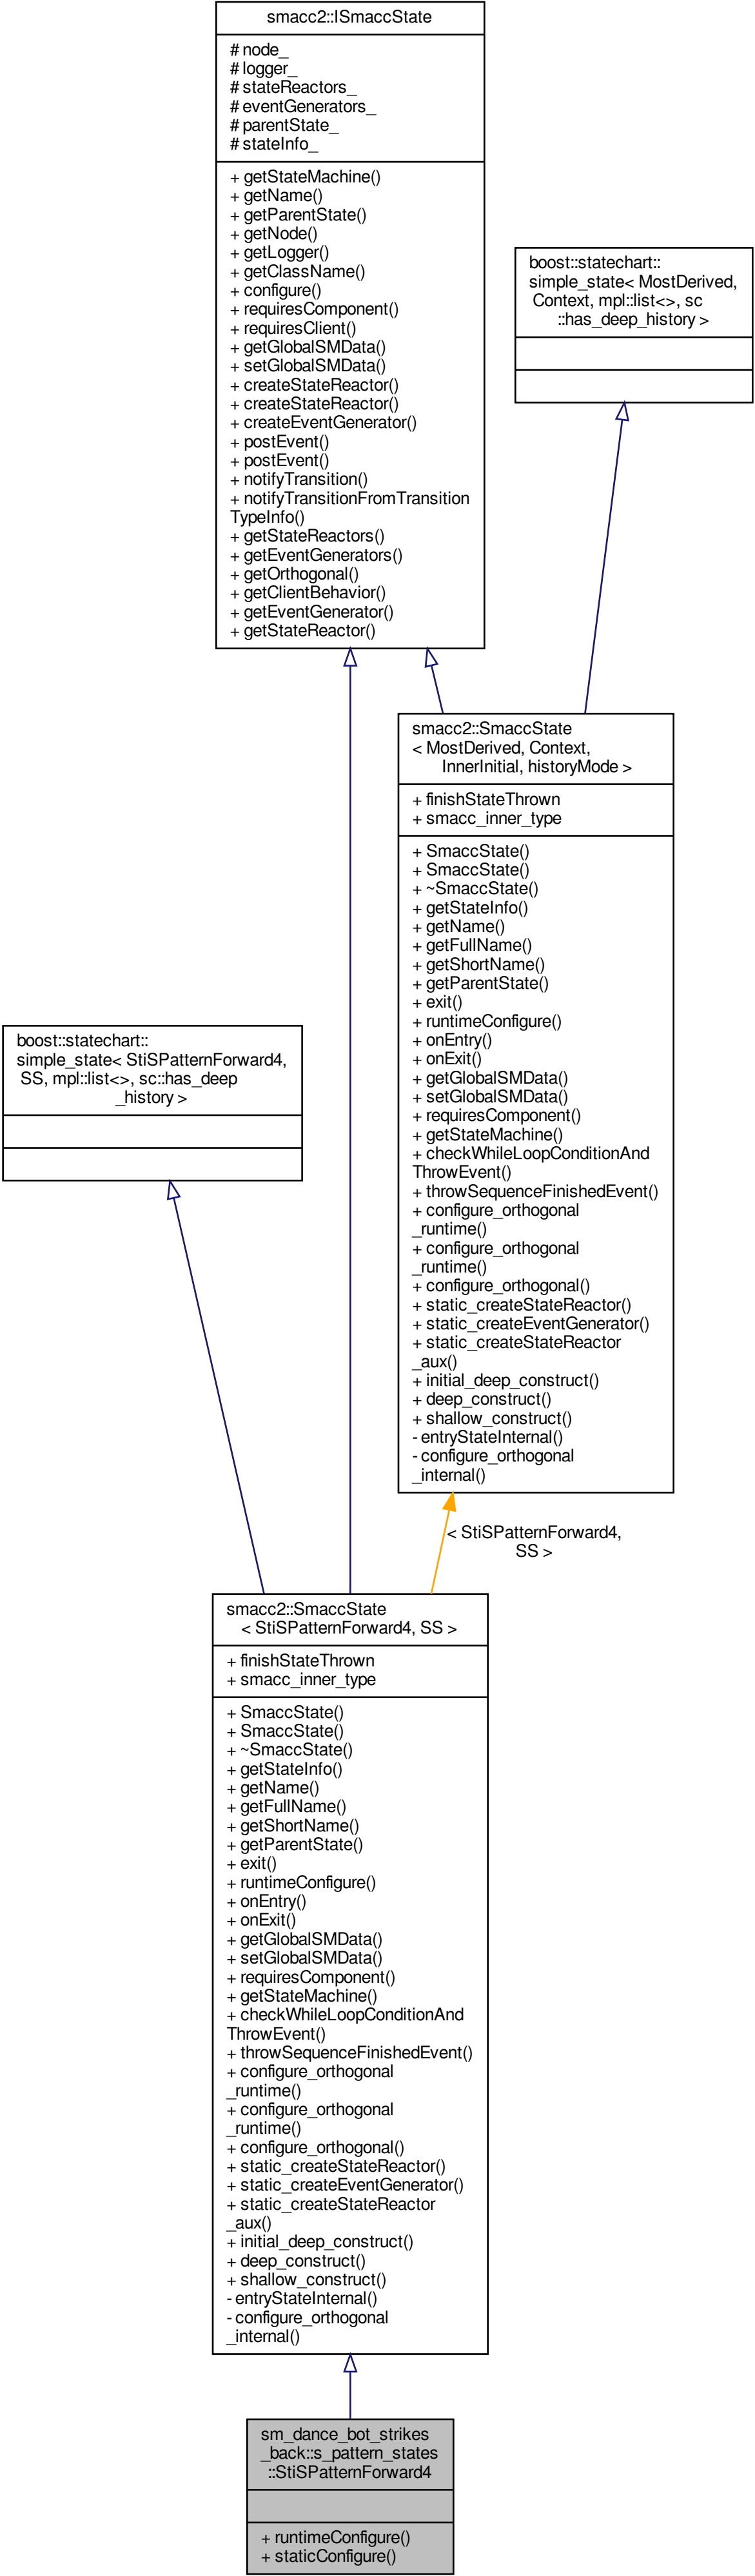 smacc2::ISmaccState
# node_
# logger_
# stateReactors_
# eventGenerators_
# parentState_
# stateInfo_
+ getStateMachine()
+ getName()
+ getParentState()
+ getNode()
+ getLogger()
+ getClassName()
+ configure()
+ requiresComponent()
+ requiresClient()
+ getGlobalSMData()
+ setGlobalSMData()
+ createStateReactor()
+ createStateReactor()
+ createEventGenerator()
+ postEvent()
+ postEvent()
+ notifyTransition()
+ notifyTransitionFromTransition
TypeInfo()
+ getStateReactors()
+ getEventGenerators()
+ getOrthogonal()
+ getClientBehavior()
+ getEventGenerator()
+ getStateReactor()
boost::statechart::
simple_state< MostDerived,
Context, mpl::list<>, sc
::has_deep_history >
smacc2::SmaccState
< MostDerived, Context,
InnerInitial, historyMode >
+ finishStateThrown
+ smacc_inner_type
+ SmaccState()
+ SmaccState()
+ ~SmaccState()
+ getStateInfo()
+ getName()
+ getFullName()
+ getShortName()
+ getParentState()
+ exit()
+ runtimeConfigure()
+ onEntry()
+ onExit()
+ getGlobalSMData()
+ setGlobalSMData()
+ requiresComponent()
+ getStateMachine()
+ checkWhileLoopConditionAnd
ThrowEvent()
+ throwSequenceFinishedEvent()
+ configure_orthogonal
_runtime()
+ configure_orthogonal
_runtime()
+ configure_orthogonal()
+ static_createStateReactor()
+ static_createEventGenerator()
+ static_createStateReactor
_aux()
+ initial_deep_construct()
+ deep_construct()
+ shallow_construct()
- entryStateInternal()
- configure_orthogonal
_internal()
boost::statechart::
simple_state< StiSPatternForward4,
SS, mpl::list<>, sc::has_deep
_history >
< StiSPatternForward4,
SS >
smacc2::SmaccState
< StiSPatternForward4, SS >
+ finishStateThrown
+ smacc_inner_type
+ SmaccState()
+ SmaccState()
+ ~SmaccState()
+ getStateInfo()
+ getName()
+ getFullName()
+ getShortName()
+ getParentState()
+ exit()
+ runtimeConfigure()
+ onEntry()
+ onExit()
+ getGlobalSMData()
+ setGlobalSMData()
+ requiresComponent()
+ getStateMachine()
+ checkWhileLoopConditionAnd
ThrowEvent()
+ throwSequenceFinishedEvent()
+ configure_orthogonal
_runtime()
+ configure_orthogonal
_runtime()
+ configure_orthogonal()
+ static_createStateReactor()
+ static_createEventGenerator()
+ static_createStateReactor
_aux()
+ initial_deep_construct()
+ deep_construct()
+ shallow_construct()
- entryStateInternal()
- configure_orthogonal
_internal()
sm_dance_bot_strikes
_back::s_pattern_states
::StiSPatternForward4
+ runtimeConfigure()
+ staticConfigure()